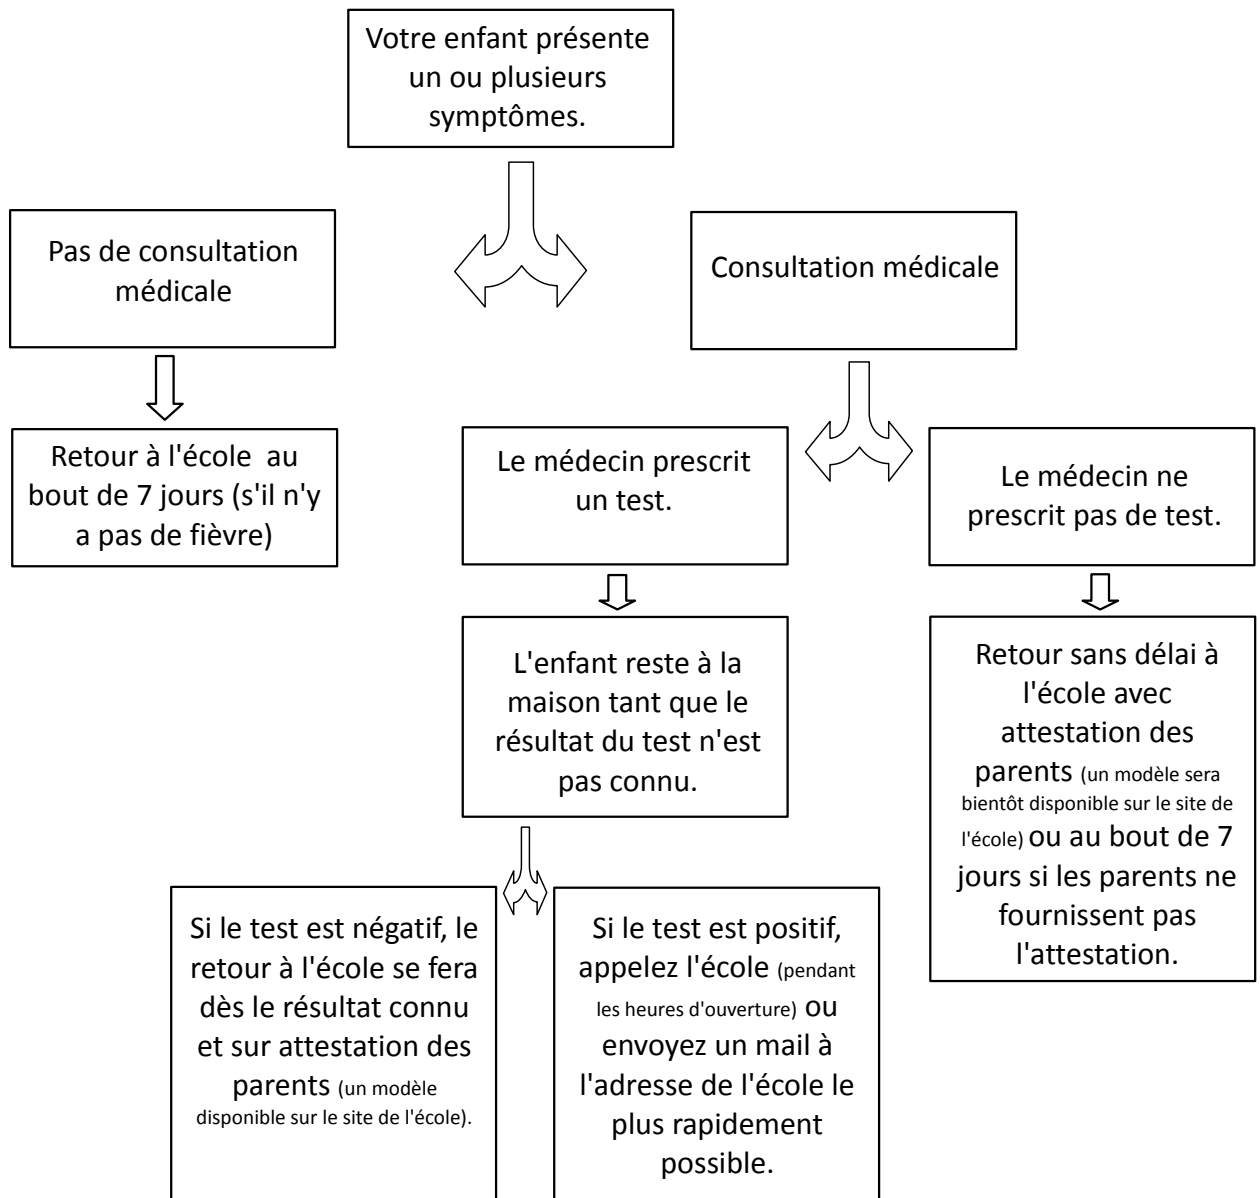 Votre enfant présente
un ou plusieurs
symptômes.
Pas de consultation
médicale
Consultation médicale
Retour à l'école au
bout de 7 jours (s'il n'y
a pas de fièvre)
Le médecin prescrit
un test.
Le médecin ne
prescrit pas de test.
L'enfant reste à la
maison tant que le
résultat du test n'est
pas connu.
Retour sans délai à
l'école avec
attestation des
parents (un modèle sera
bientôt disponible sur le site de
l'école) ou au bout de 7
jours si les parents ne
fournissent pas
l'attestation.
Si le test est négatif, le
retour à l'école se fera
dès le résultat connu
et sur attestation des
parents (un modèle
disponible sur le site de l'école).
Si le test est positif,
appelez l'école (pendant
les heures d'ouverture) ou
envoyez un mail à
l'adresse de l'école le
plus rapidement
possible.